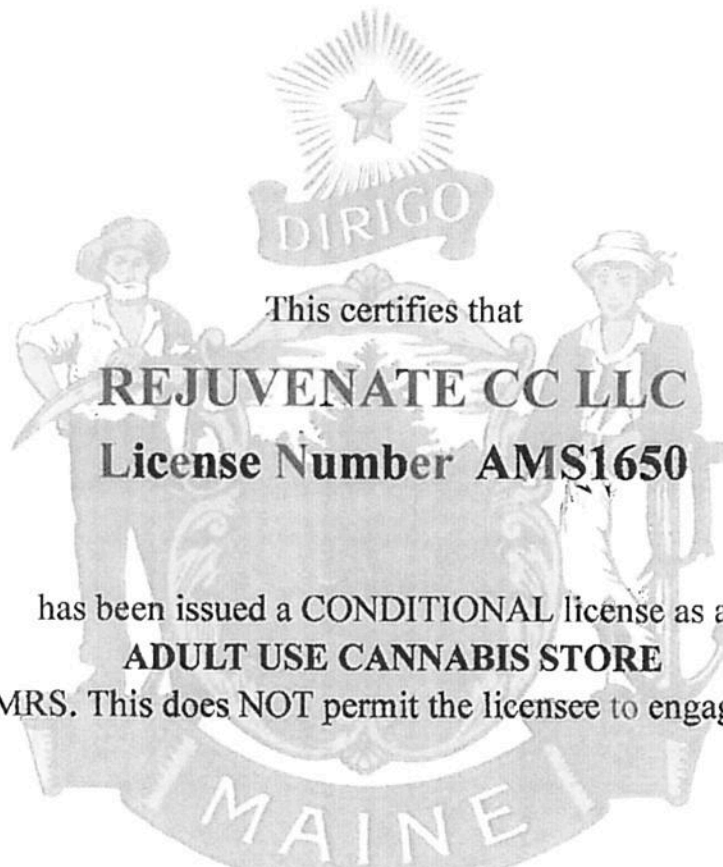 DIRIGO
This certifies that
REJUVENATE CC LLC
License Number AMS1650
has been issued a CONDITIONAL license as a
ADULT USE CANNABIS STORE
MRS. This does NOT permit the licensee to engag
MAINE